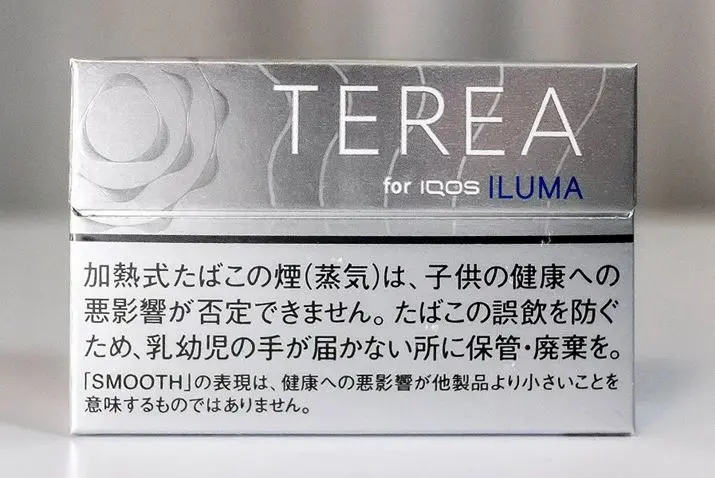 TEREA
for IQOS ILUMA
加熱式たばこの煙(蒸気)は、子供の健康への
悪影響が否定できません。たばこの誤飲を防ぐ
ため、乳幼児の手が届かない所に保管・廃棄を。
「SMOOTH」の表現は、健康への悪影響が他製品より小さいことを
意味するものではありません。